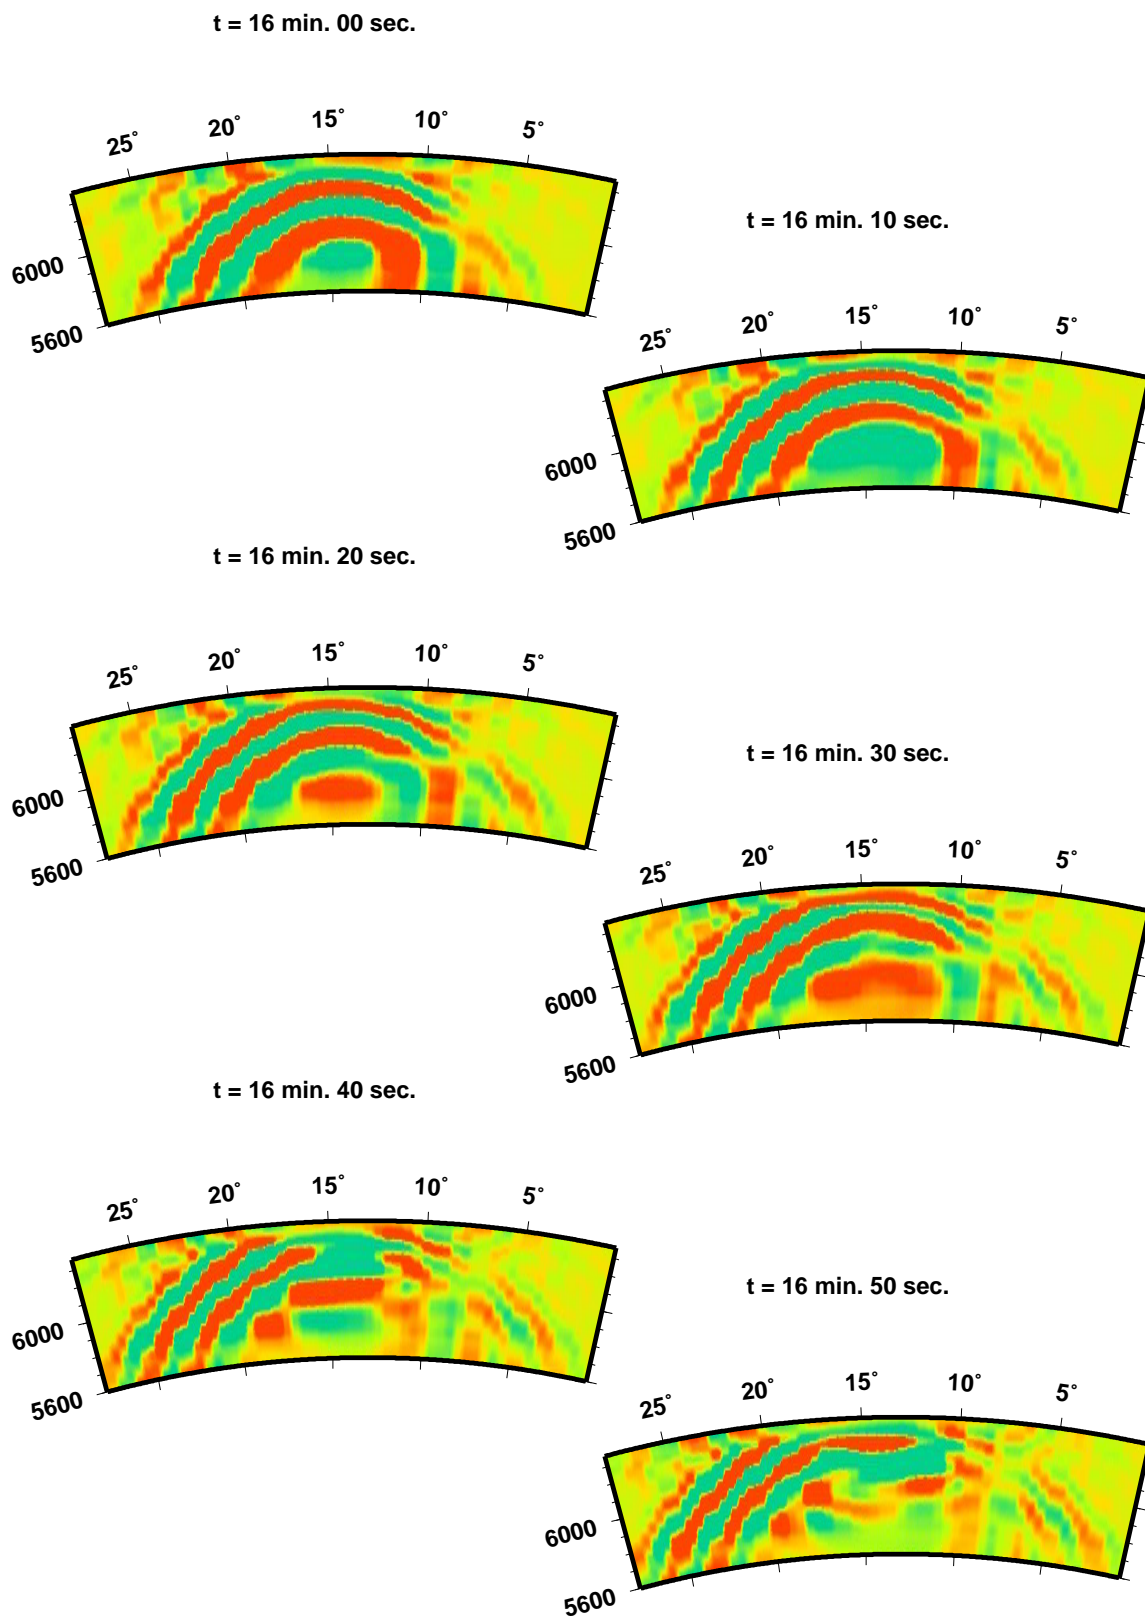 t = 16 min. 00 sec.
25° 20° 15° 10° 5°
6000
5600
t = 16 min. 10 sec.
25° 20° 15° 10° 5°
6000
5600
t = 16 min. 20 sec.
25° 20° 15° 10° 5°
6000
5600
t = 16 min. 30 sec.
25° 20° 15° 10° 5°
6000
5600
t = 16 min. 40 sec.
25° 20° 15° 10° 5°
6000
5600
t = 16 min. 50 sec.
25° 20° 15° 10° 5°
6000
5600